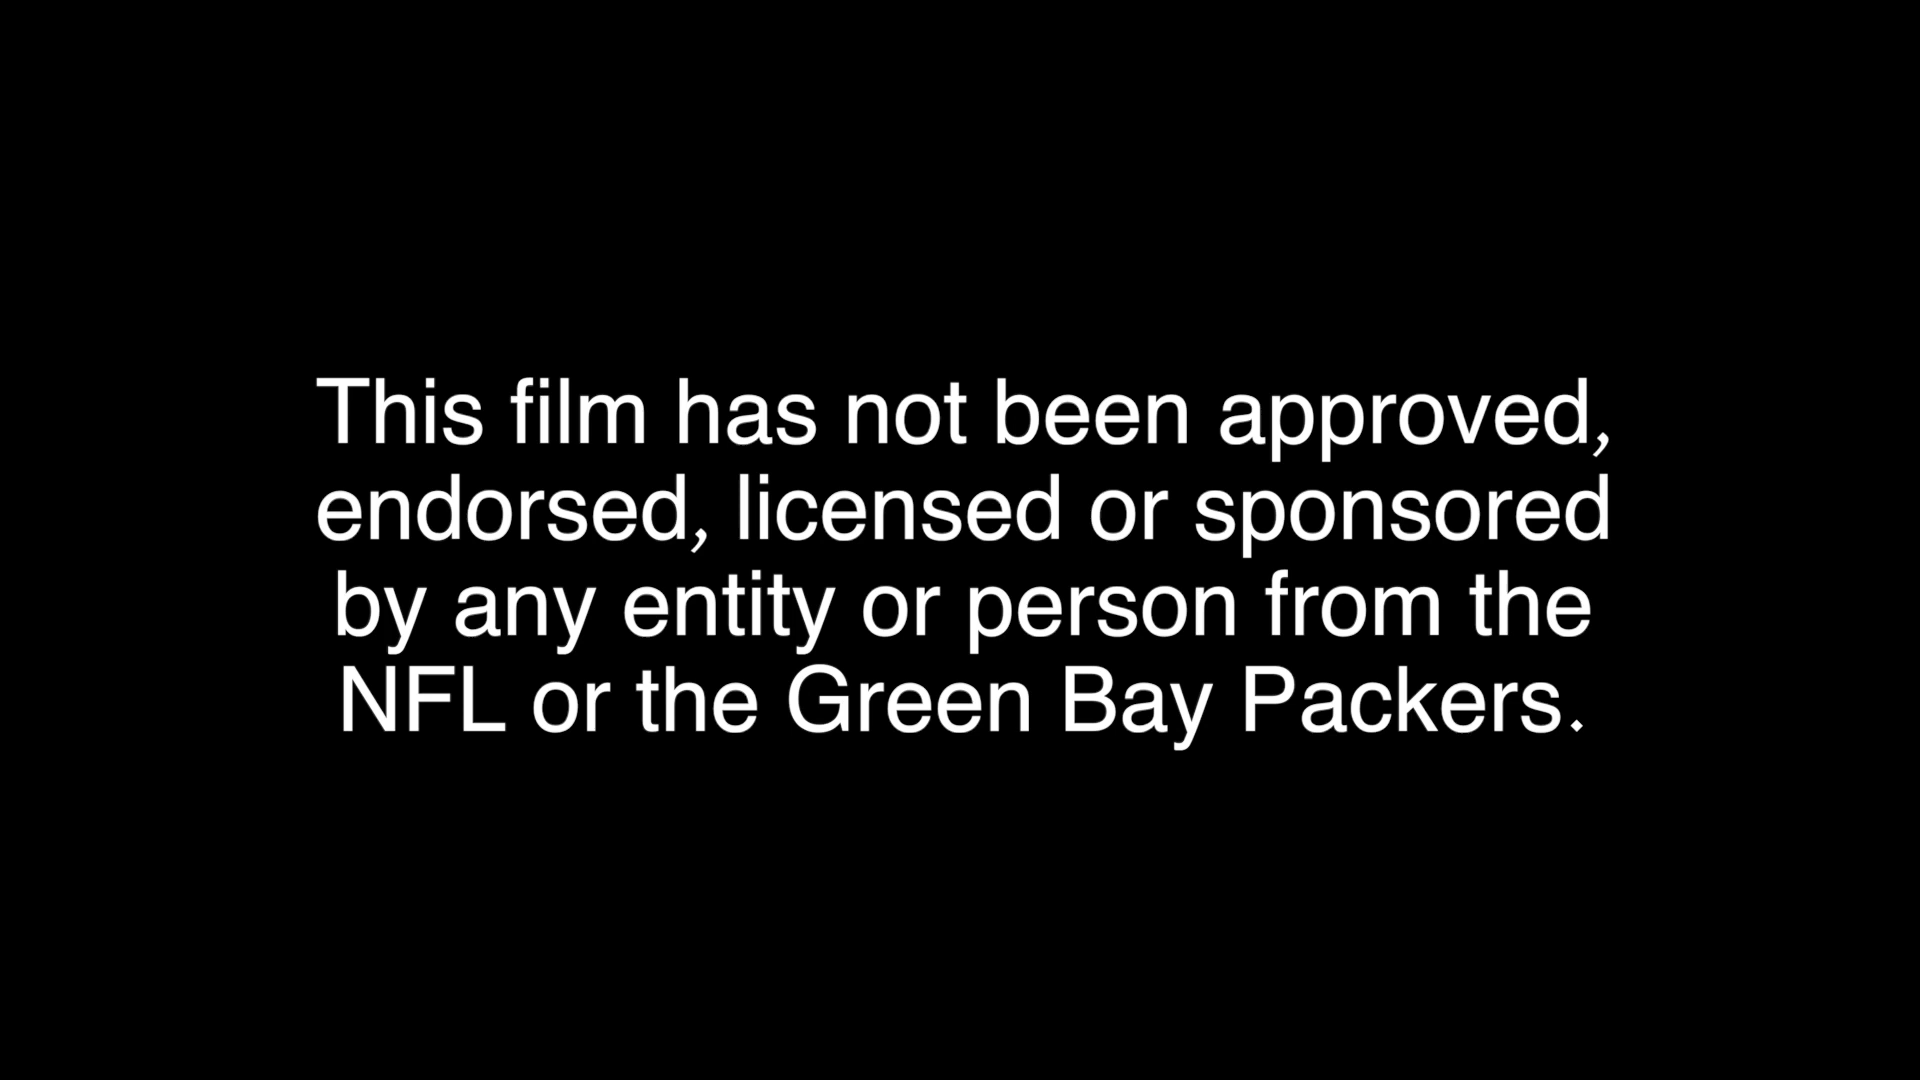 This film has not been approved,
endorsed, licensed or sponsored
by any entity or person from the
NFL or the Green Bay Packers.